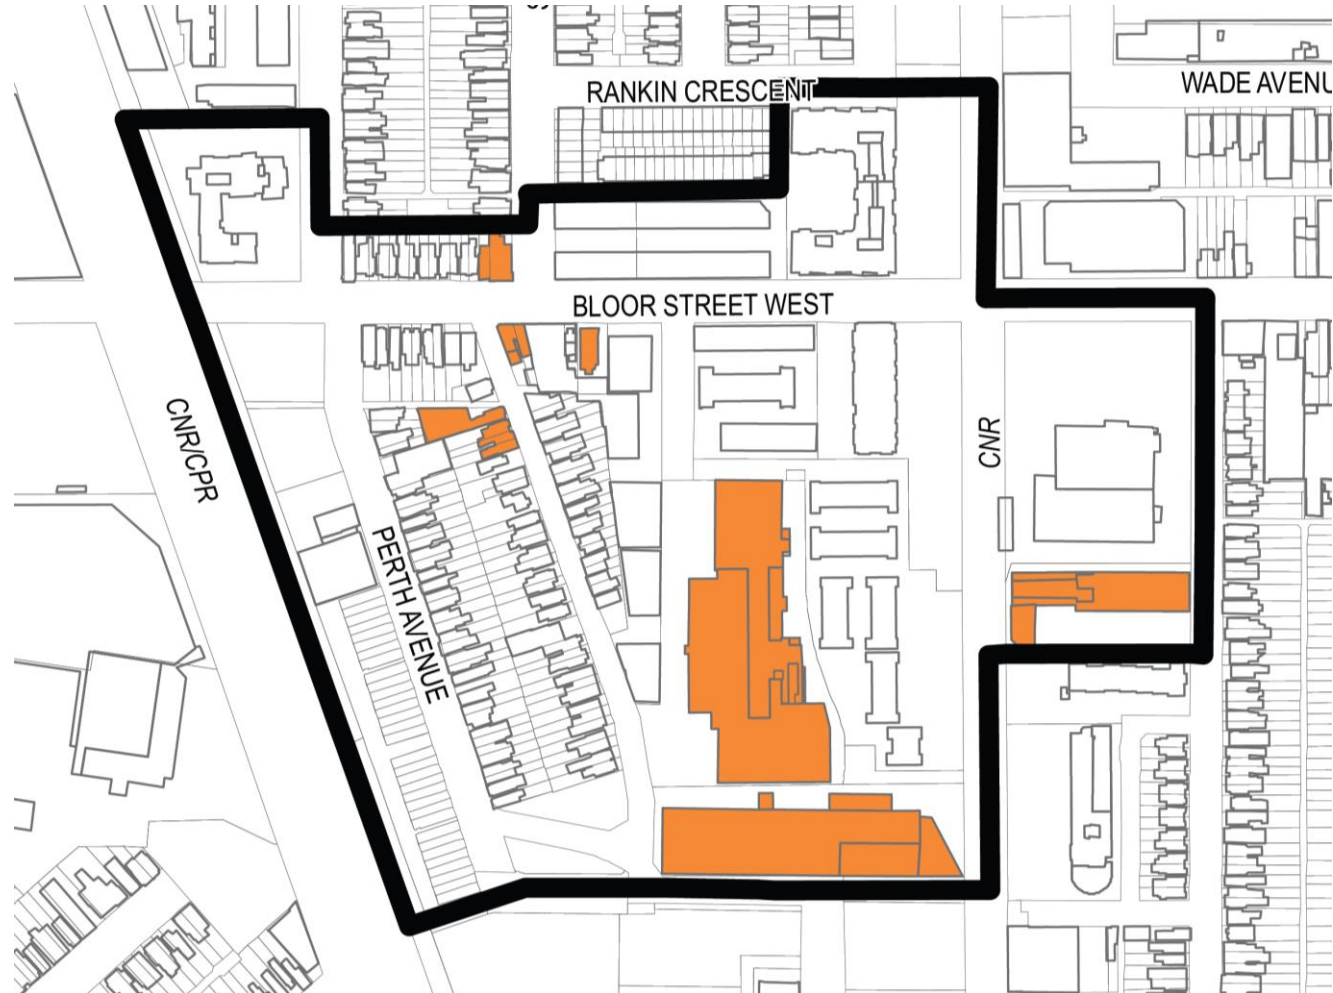 RANKIN CRESCENT
WADE AVENU
BLOOR STREET WEST
CNR/CPR
CNR
PERTH AVENUE